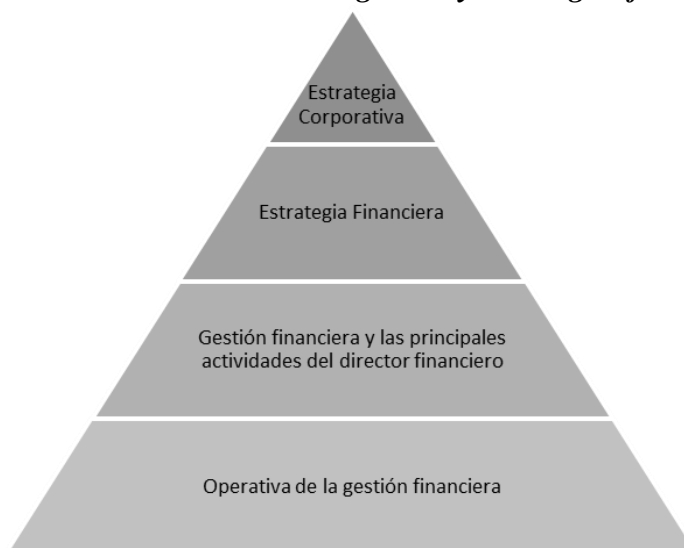 Estrategia
Corporativa
Estrategia Financiera
Gestión financiera y las principales
actividades del director financiero
Operativa de la gestión financiera